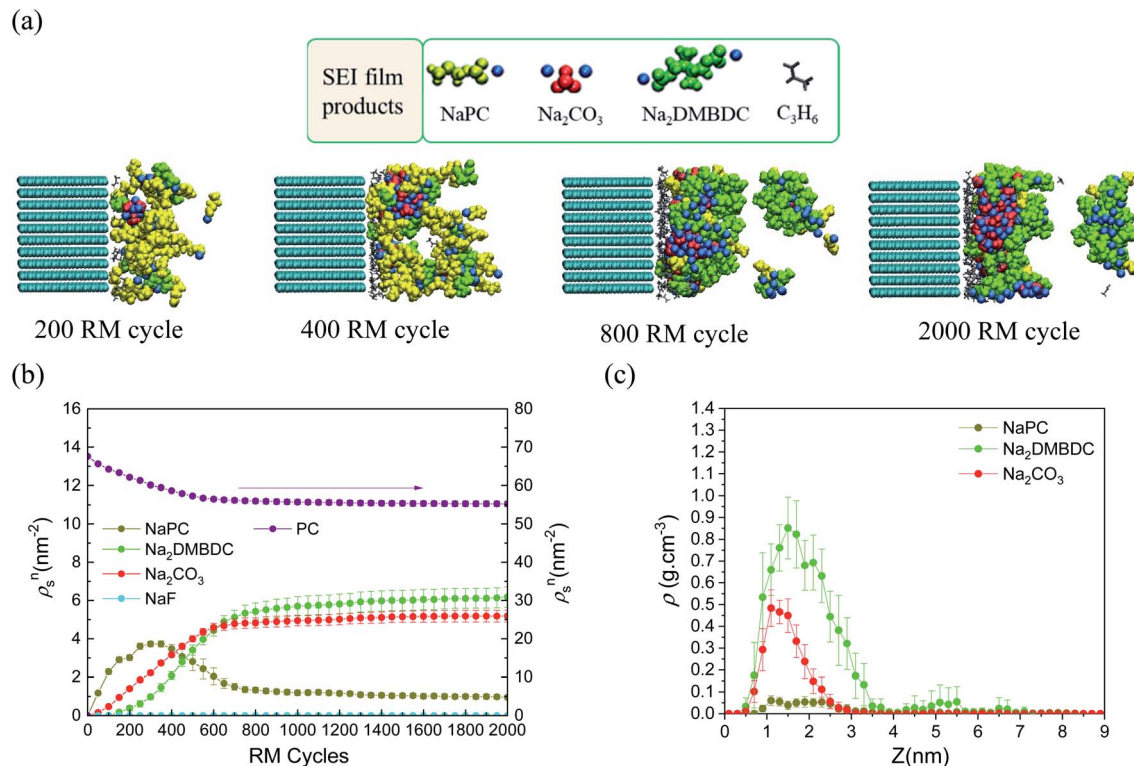 (a)
SEI film
products
NaPC
Na₂CO₃
Na₂DMBDC
C₃H₆
200 RM cycle
400 RM cycle
800 RM cycle
2000 RM cycle
(b)
16
14
12
10
8
6
4
2
0
ρₛⁿ(nm⁻²)
80
70
60
50
40
30
20
10
0
ρₛⁿ(nm⁻²)
NaPC
PC
Na₂DMBDC
Na₂CO₃
NaF
0 200 400 600 800 1000 1200 1400 1600 1800 2000
RM Cycles
(c)
1.4
1.3
1.2
1.1
1.0
0.9
0.8
0.7
0.6
0.5
0.4
0.3
0.2
0.1
0.0
ρ (g.cm⁻³)
NaPC
Na₂DMBDC
Na₂CO₃
0 1 2 3 4 5 6 7 8 9
Z(nm)